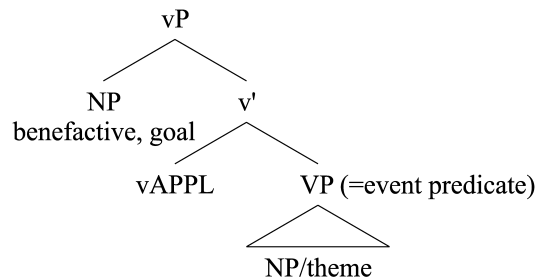 vP
NP v'
benefactive, goal
vAPPL VP (=event predicate)
NP/theme